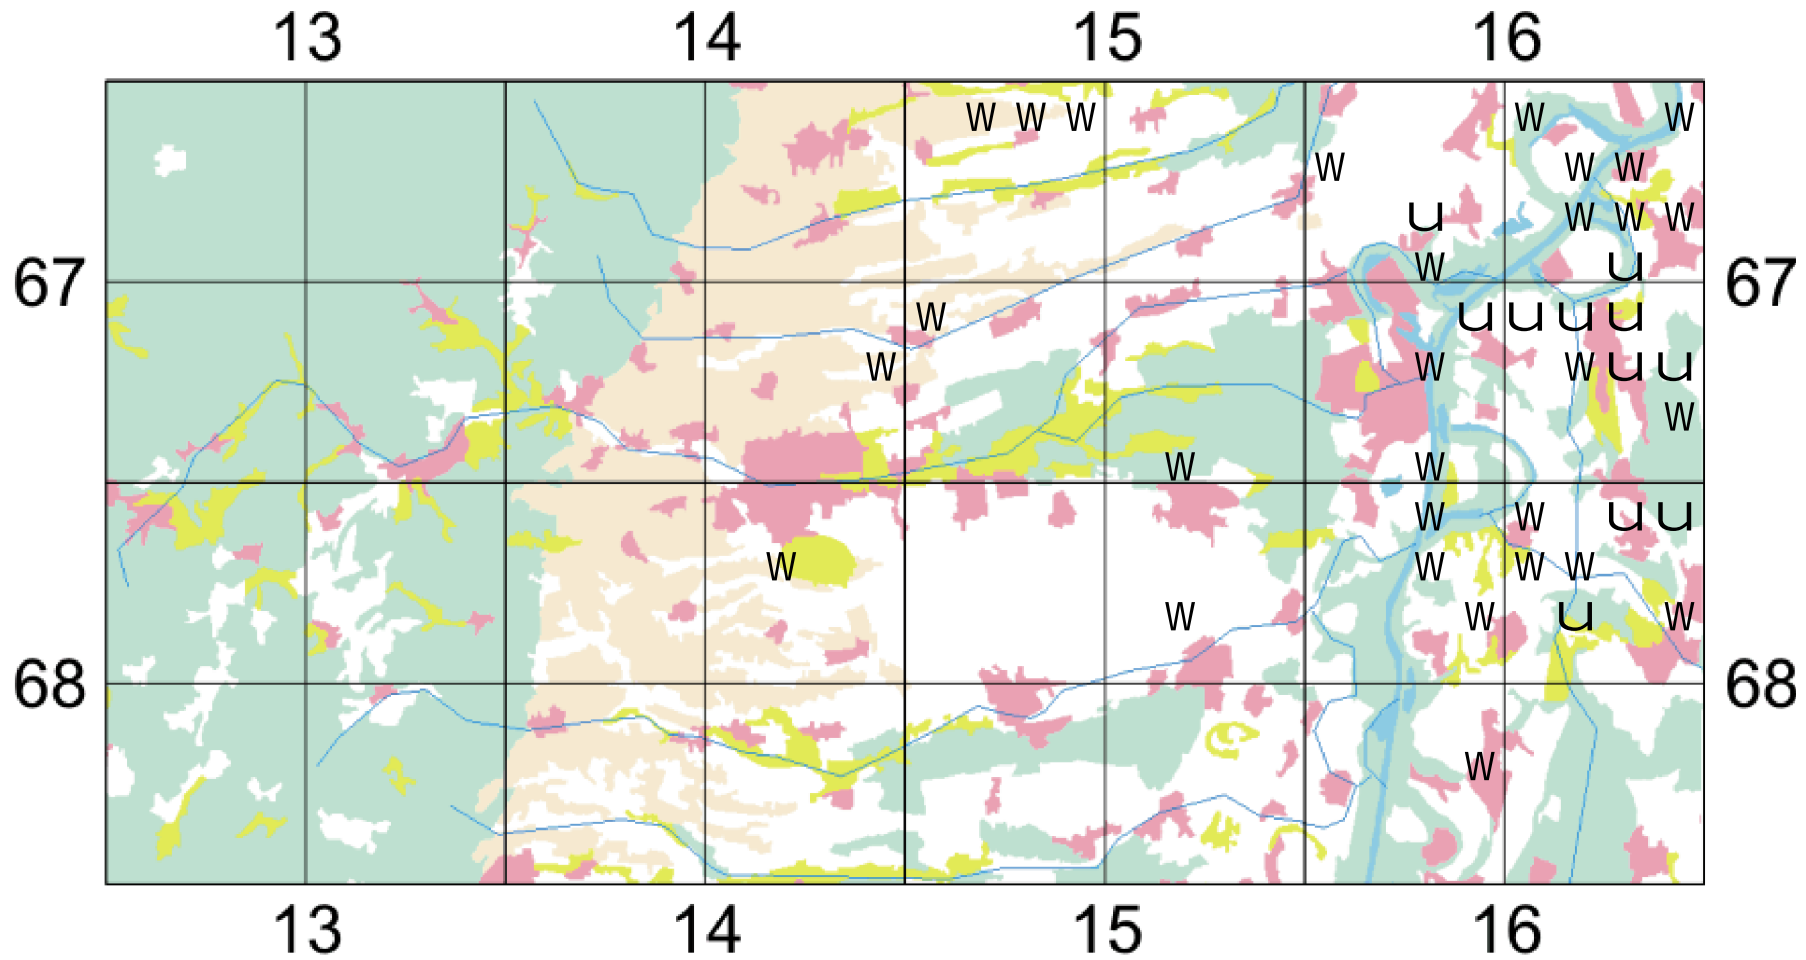 13 14 15 16
W W W W W
W W W
u W W W
67 W u 67
W u u u u
W W W u u
W
W W
W W u u
W W W W
W W u W
68 68
W
13 14 15 16